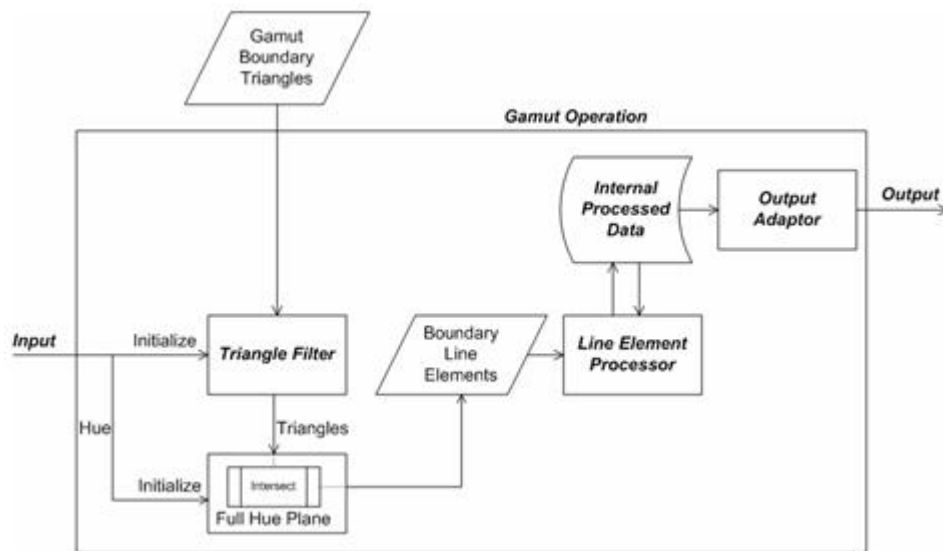 Gamut
Boundary
Triangles
Gamut Operation
Internal
Processed
Data
Output
Adaptor
Output
Input
Initialize
Triangle Filter
Boundary
Line
Elements
Line Element
Processor
Hue
Triangles
Initialize
Intersect
Full Hue Plane